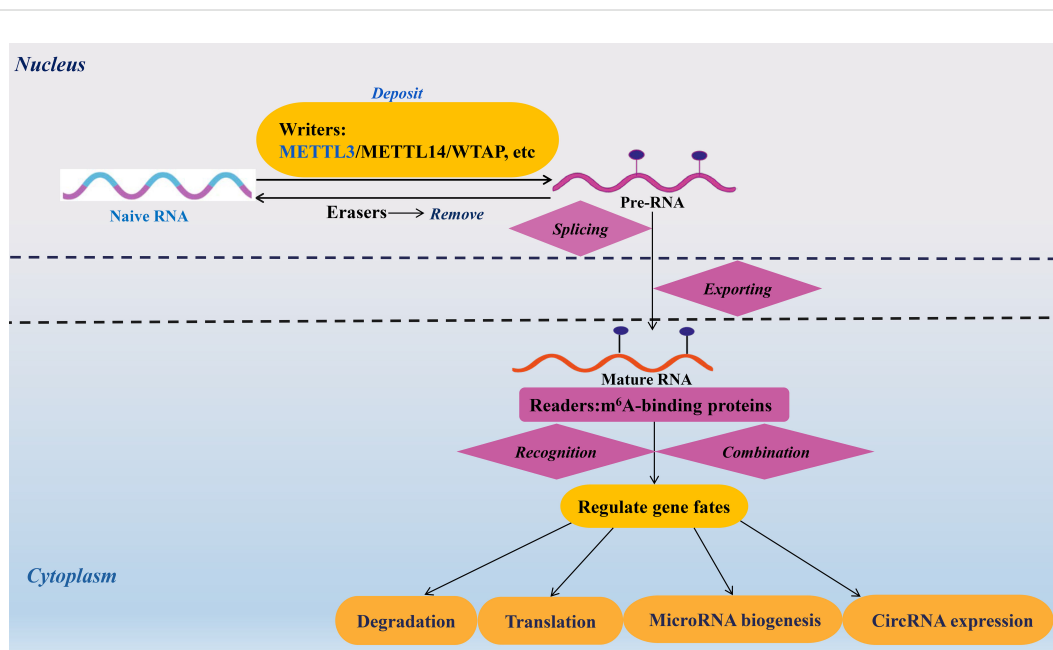 Nucleus
Deposit
Writers:
METTL3/METTL14/WTAP, etc
Naive RNA
Erasers
Remove
Pre-RNA
Splicing
Exporting
Mature RNA
Readers:m⁶A-binding proteins
Recognition
Combination
Regulate gene fates
Cytoplasm
Degradation
Translation
MicroRNA biogenesis
CircRNA expression